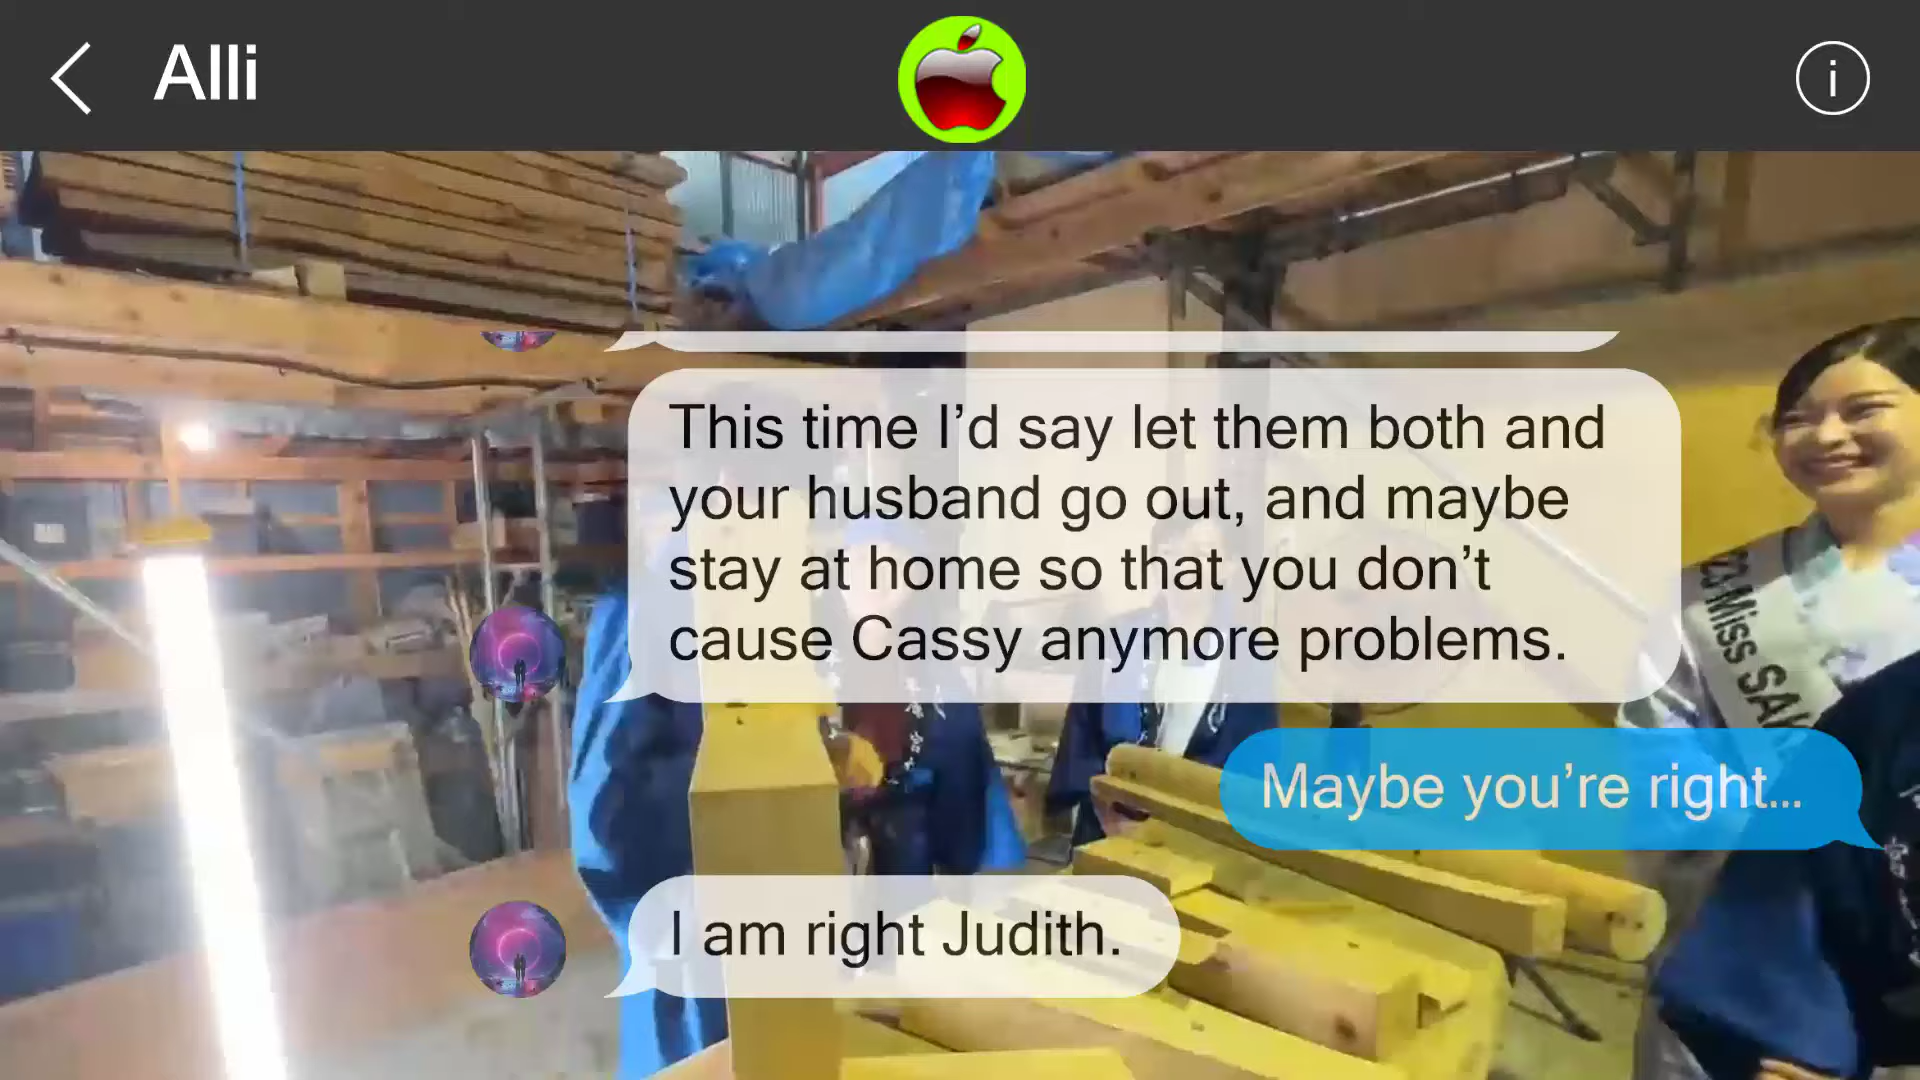 Alli
i
This time I’d say let them both and
your husband go out, and maybe
stay at home so that you don’t
cause Cassy anymore problems.
Maybe you’re right...
I am right Judith.
Miss SA